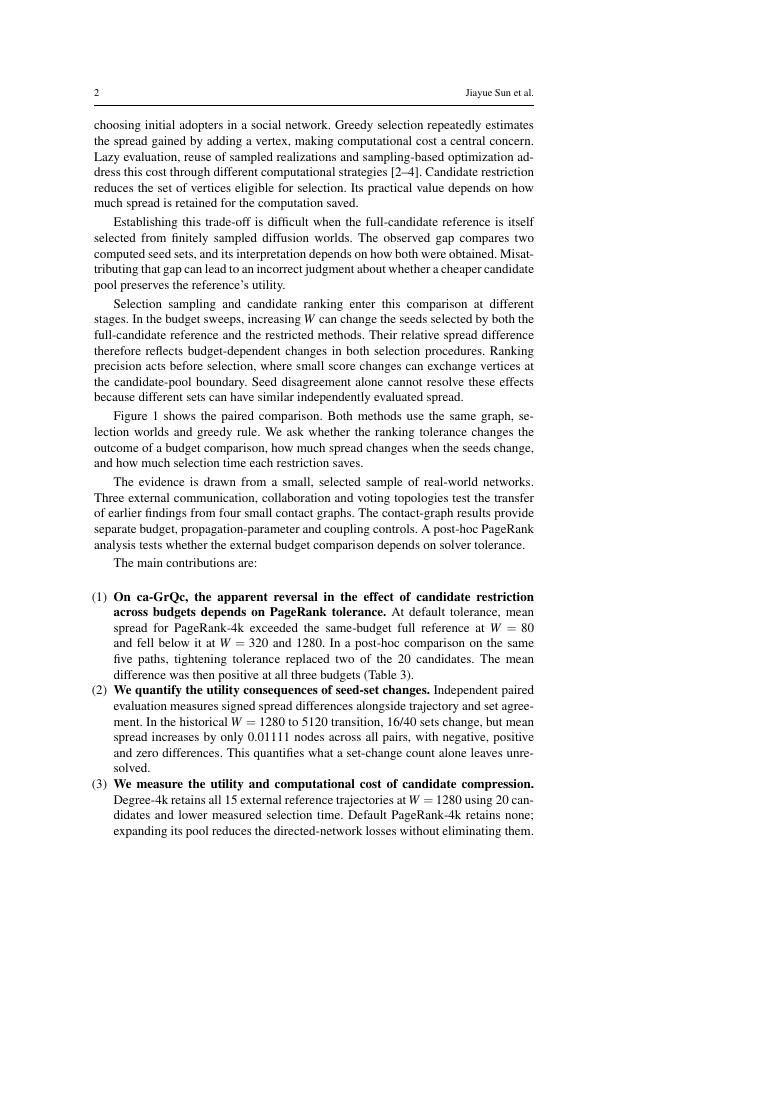 2
Jiayue Sun et al.
choosing initial adopters in a social network. Greedy selection repeatedly estimates
the spread gained by adding a vertex, making computational cost a central concern.
Lazy evaluation, reuse of sampled realizations and sampling-based optimization ad-
dress this cost through different computational strategies [2–4]. Candidate restriction
reduces the set of vertices eligible for selection. Its practical value depends on how
much spread is retained for the computation saved.
Establishing this trade-off is difficult when the full-candidate reference is itself
selected from finitely sampled diffusion worlds. The observed gap compares two
computed seed sets, and its interpretation depends on how both were obtained. Misat-
tributing that gap can lead to an incorrect judgment about whether a cheaper candidate
pool preserves the reference's utility.
Selection sampling and candidate ranking enter this comparison at different
stages. In the budget sweeps, increasing W can change the seeds selected by both the
full-candidate reference and the restricted methods. Their relative spread difference
therefore reflects budget-dependent changes in both selection procedures. Ranking
precision acts before selection, where small score changes can exchange vertices at
the candidate-pool boundary. Seed disagreement alone cannot resolve these effects
because different sets can have similar independently evaluated spread.
Figure 1 shows the paired comparison. Both methods use the same graph, se-
lection worlds and greedy rule. We ask whether the ranking tolerance changes the
outcome of a budget comparison, how much spread changes when the seeds change,
and how much selection time each restriction saves.
The evidence is drawn from a small, selected sample of real-world networks.
Three external communication, collaboration and voting topologies test the transfer
of earlier findings from four small contact graphs. The contact-graph results provide
separate budget, propagation-parameter and coupling controls. A post-hoc PageRank
analysis tests whether the external budget comparison depends on solver tolerance.
The main contributions are:
(1) On ca-GrQc, the apparent reversal in the effect of candidate restriction
across budgets depends on PageRank tolerance. At default tolerance, mean
spread for PageRank-4k exceeded the same-budget full reference at W = 80
and fell below it at W = 320 and 1280. In a post-hoc comparison on the same
five paths, tightening tolerance replaced two of the 20 candidates. The mean
difference was then positive at all three budgets (Table 3).
(2) We quantify the utility consequences of seed-set changes. Independent paired
evaluation measures signed spread differences alongside trajectory and set agree-
ment. In the historical W = 1280 to 5120 transition, 16/40 sets change, but mean
spread increases by only 0.01111 nodes across all pairs, with negative, positive
and zero differences. This quantifies what a set-change count alone leaves unre-
solved.
(3) We measure the utility and computational cost of candidate compression.
Degree-4k retains all 15 external reference trajectories at W = 1280 using 20 can-
didates and lower measured selection time. Default PageRank-4k retains none;
expanding its pool reduces the directed-network losses without eliminating them.